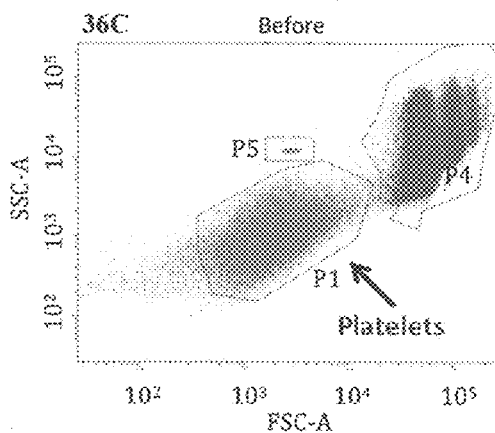 36C Before
10⁵
10⁴
10³
10²
SSC-A
P5
P4
P1
Platelets
10² 10³ 10⁴ 10⁵
FSC-A